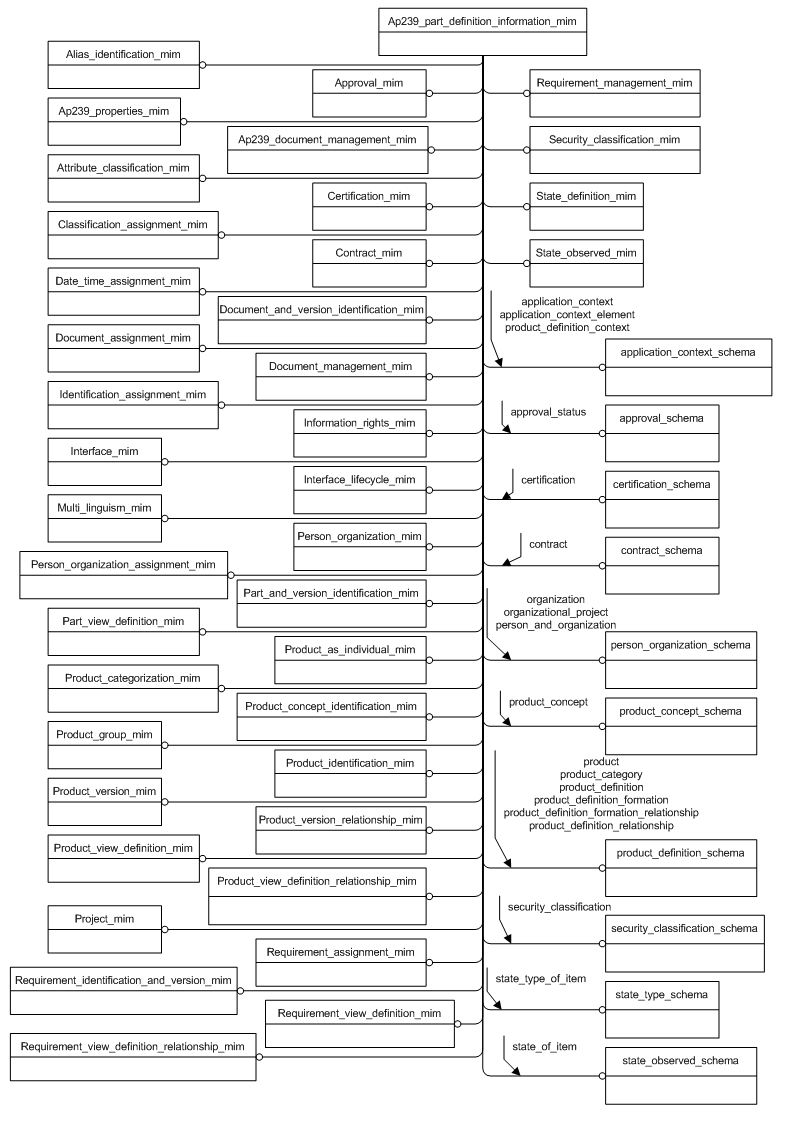 Ap239_part_definition_information_mim
Alias_identification_mim
Approval_mim
Requirement_management_mim
Ap239_properties_mim
Ap239_document_management_mim
Security_classification_mim
Attribute_classification_mim
Certification_mim
State_definition_mim
Classification_assignment_mim
Contract_mim
State_observed_mim
Date_time_assignment_mim
Document_and_version_identification_mim
application_context
application_context_element
product_definition_context
Document_assignment_mim
application_context_schema
Document_management_mim
Identification_assignment_mim
approval_status
approval_schema
Information_rights_mim
Interface_mim
Interface_lifecycle_mim
certification
certification_schema
Multi_linguism_mim
Person_organization_mim
contract
contract_schema
Person_organization_assignment_mim
Part_and_version_identification_mim
organization
organizational_project
person_and_organization
Part_view_definition_mim
Product_as_individual_mim
person_organization_schema
Product_categorization_mim
Product_concept_identification_mim
product_concept
product_concept_schema
Product_group_mim
Product_identification_mim
product
product_category
product_definition
product_definition_formation
product_definition_formation_relationship
product_definition_relationship
Product_version_mim
Product_version_relationship_mim
Product_view_definition_mim
product_definition_schema
Product_view_definition_relationship_mim
security_classification
Project_mim
security_classification_schema
Requirement_assignment_mim
Requirement_identification_and_version_mim
state_type_of_item
state_type_schema
Requirement_view_definition_mim
Requirement_view_definition_relationship_mim
state_of_item
state_observed_schema